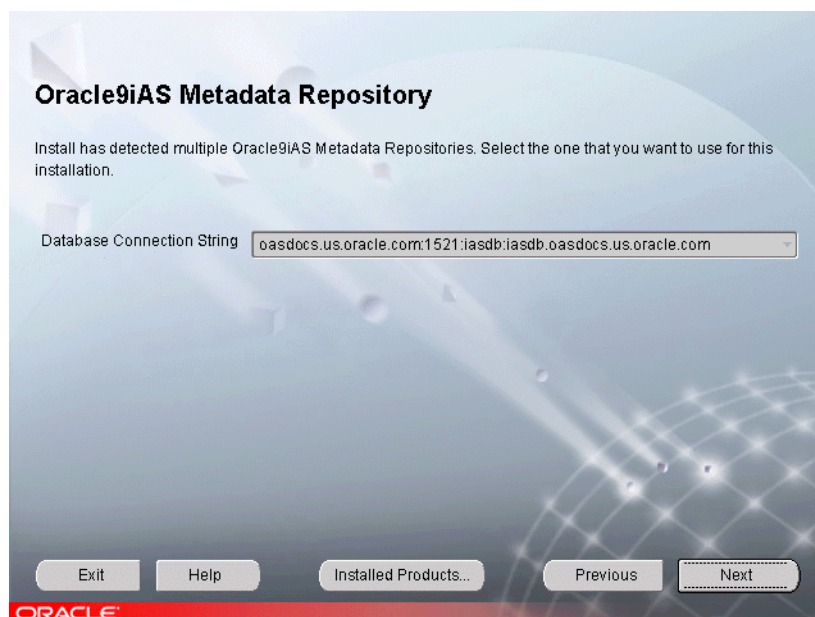 Oracle9iAS Metadata Repository
Install has detected multiple Oracle9iAS Metadata Repositories. Select the one that you want to use for this
installation.
Database Connection String
oasdocs.us.oracle.com:1521:iasdb:iasdb.oasdocs.us.oracle.com
Exit
Help
Installed Products...
Previous
Next
ORACLE